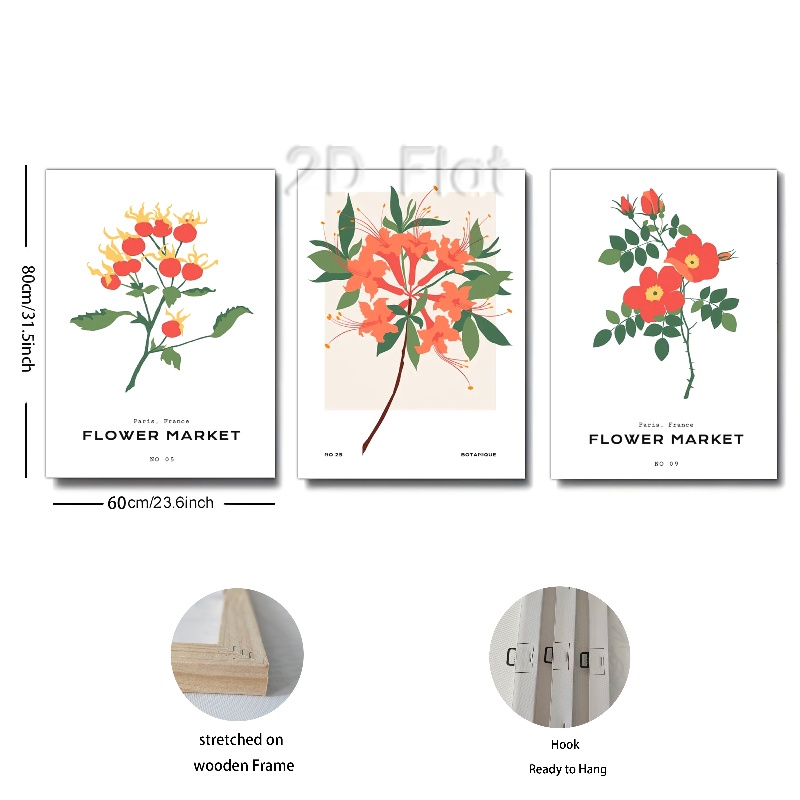 2D Flat
80cm/31.5inch
Paris, France
FLOWER MARKET
NO 05
NO.25
BOTANIQUE
Paris, France
FLOWER MARKET
NO 09
60cm/23.6inch
stretched on
wooden Frame
Hook
Ready to Hang